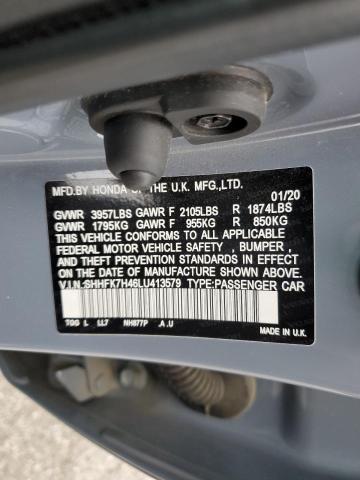 MFD.BY HONDA OF THE U.K. MFG.,LTD.
01/20
GVWR 3957LBS GAWR F 2105LBS R 1874LBS
GVWR 1795KG GAWR F 955KG R 850KG
THIS VEHICLE CONFORMS TO ALL APPLICABLE
FEDERAL MOTOR VEHICLE SAFETY , BUMPER ,
AND THEFT PREVENTION STANDARDS IN EFFECT
ON THE DATE OF MANUFACTURE SHOWN ABOVE.
V.I.N.:SHHFK7H46LU413579 TYPE:PASSENGER CAR
TGG L LL7 NH877P .A .U
MADE IN U.K.